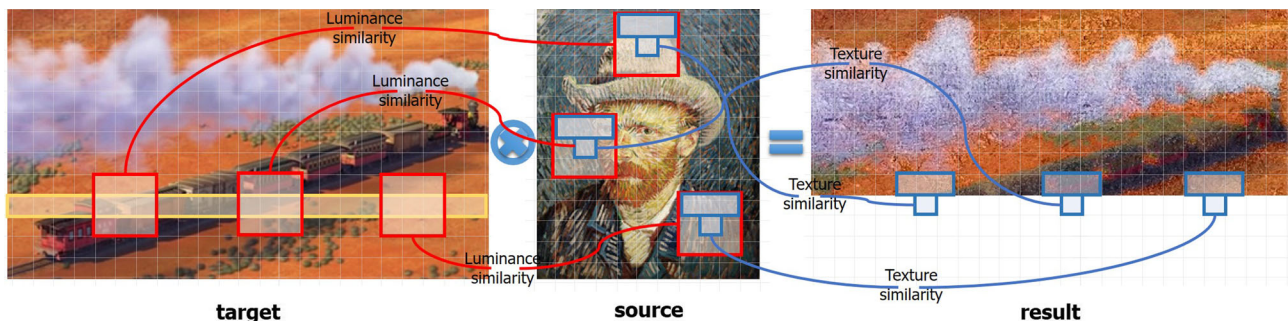 Luminance
similarity
Luminance
similarity
Luminance
similarity
Texture
similarity
Texture
similarity
Texture
similarity
target
source
result